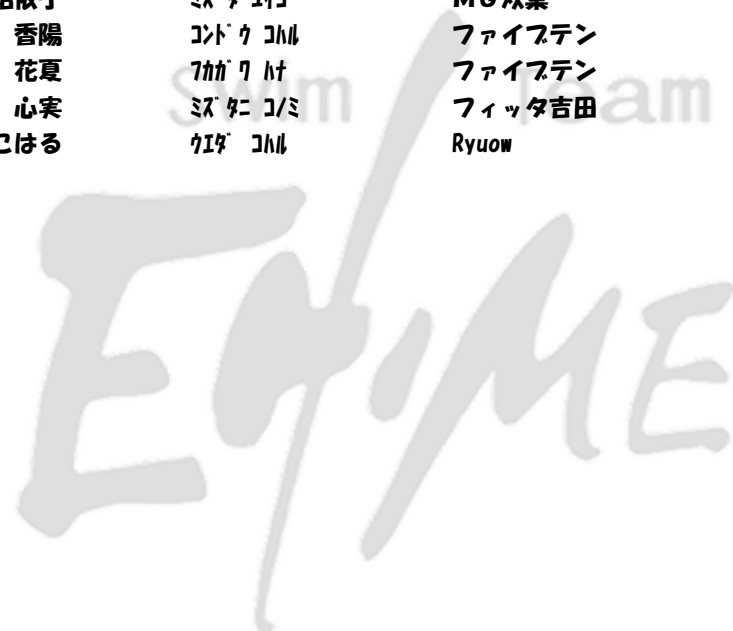 香陽 ｺﾝﾄﾞｳ ｺﾊﾙ ファイブテン
花夏 ﾌｶｶﾞﾜ ﾊﾅ ファイブテン
心実 ﾐｽﾞﾀﾆ ｺﾉﾐ フィッタ吉田
こはる ｳｴﾀﾞ ｺﾊﾙ Ryuow
Swim Team
EHIME